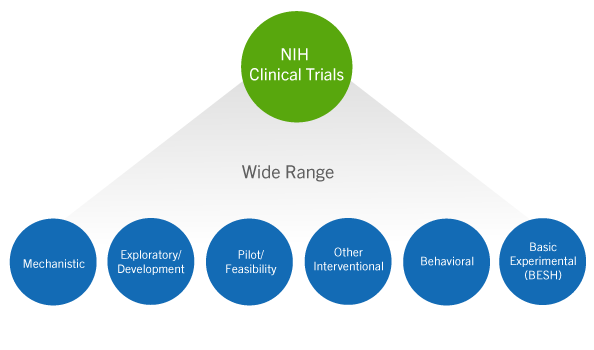 NIH
Clinical Trials
Wide Range
Mechanistic
Exploratory/
Development
Pilot/
Feasibility
Other
Interventional
Behavioral
Basic
Experimental
(BESH)